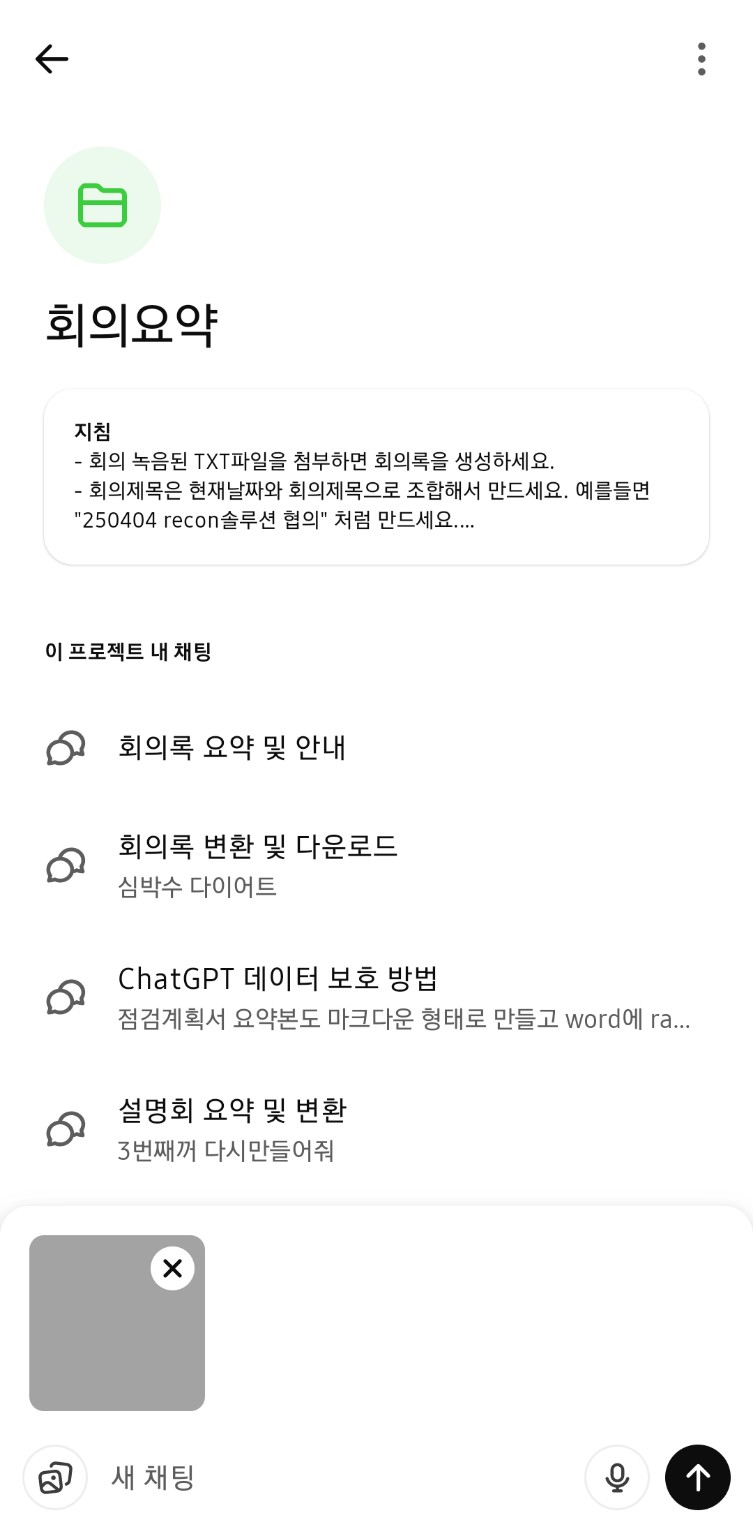 회의요약
지침
- 회의 녹음된 TXT파일을 첨부하면 회의록을 생성하세요.
- 회의제목은 현재날짜와 회의제목으로 조합해서 만드세요. 예를들면
"250404 recon솔루션 협의" 처럼 만드세요....
이 프로젝트 내 채팅
회의록 요약 및 안내
회의록 변환 및 다운로드
심박수 다이어트
ChatGPT 데이터 보호 방법
점검계획서 요약본도 마크다운 형태로 만들고 word에 ra...
설명회 요약 및 변환
3번째꺼 다시만들어줘
새 채팅